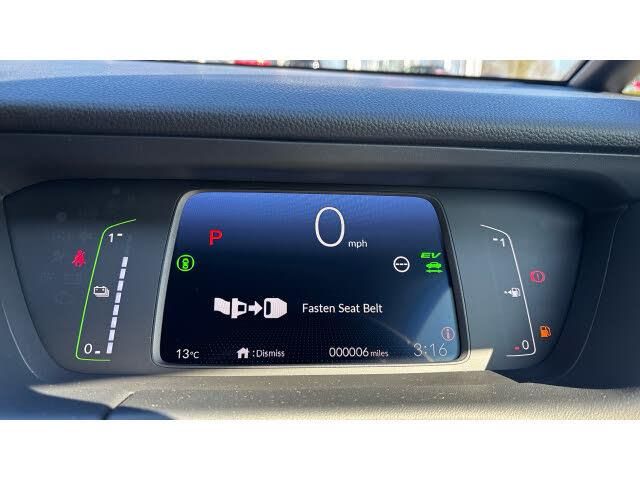 1
0
0 mph
P
EV
Fasten Seat Belt
13°C
:Dismiss
000006 miles
3:16
1
0